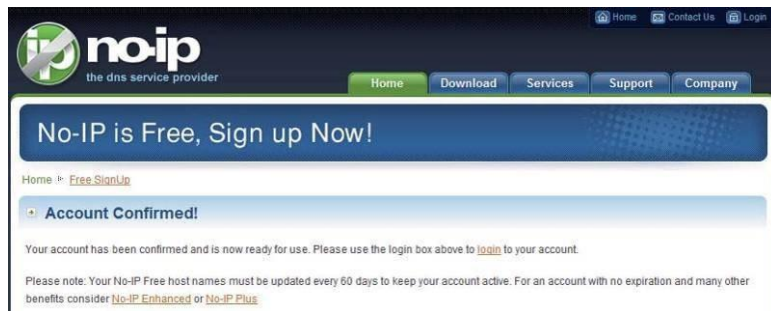 Home Contact Us Login
no-ip
the dns service provider
Home Download Services Support Company
No-IP is Free, Sign up Now!
Home Free SignUp
Account Confirmed!
Your account has been confirmed and is now ready for use. Please use the login box above to login to your account.
Please note: Your No-IP Free host names must be updated every 60 days to keep your account active. For an account with no expiration and many other
benefits consider No-IP Enhanced or No-IP Plus